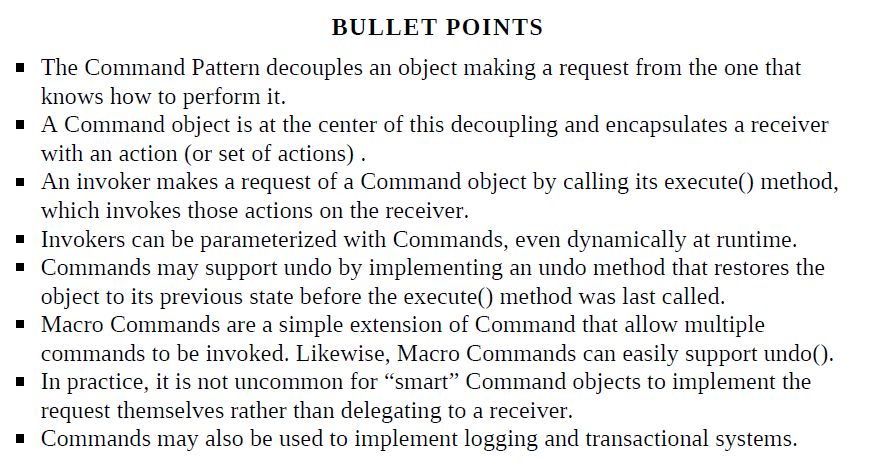 BULLET POINTS
▪ The Command Pattern decouples an object making a request from the one that
knows how to perform it.
▪ A Command object is at the center of this decoupling and encapsulates a receiver
with an action (or set of actions) .
▪ An invoker makes a request of a Command object by calling its execute() method,
which invokes those actions on the receiver.
▪ Invokers can be parameterized with Commands, even dynamically at runtime.
▪ Commands may support undo by implementing an undo method that restores the
object to its previous state before the execute() method was last called.
▪ Macro Commands are a simple extension of Command that allow multiple
commands to be invoked. Likewise, Macro Commands can easily support undo().
▪ In practice, it is not uncommon for “smart” Command objects to implement the
request themselves rather than delegating to a receiver.
▪ Commands may also be used to implement logging and transactional systems.